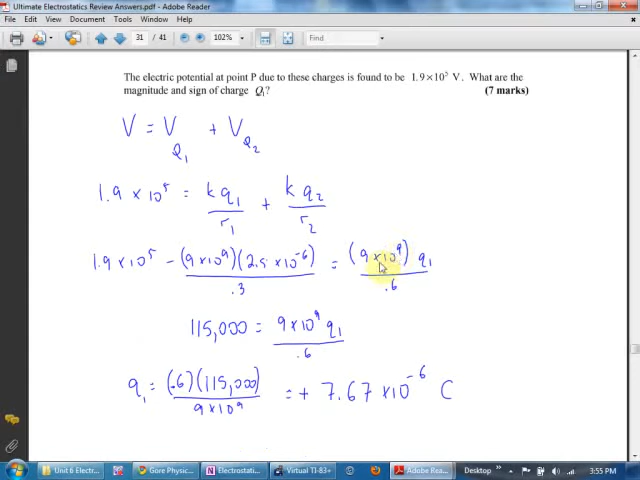 Ultimate Electrostatics Review Answers.pdf - Adobe Reader
File Edit View Document Tools Window Help
31 / 41 102% Find
The electric potential at point P due to these charges is found to be 1.9 × 10⁵ V. What are the
magnitude and sign of charge Q₁? (7 marks)
V = V_Q₁ + V_Q₂
1.9 × 10⁵ = kq₁/r₁ + kq₂/r₂
1.9 × 10⁵ - (9×10⁹)(2.5 × 10⁻⁶)/.3 = (9×10⁹) q₁/.6
115,000 = 9×10⁹ q₁/.6
q₁ = (.6)(115,000)/9×10⁹ = + 7.67 × 10⁻⁶ C
Unit 6 Electr... Gore Physic... Electrostati... Virtual TI-83+ Adobe Rea... Desktop 3:55 PM